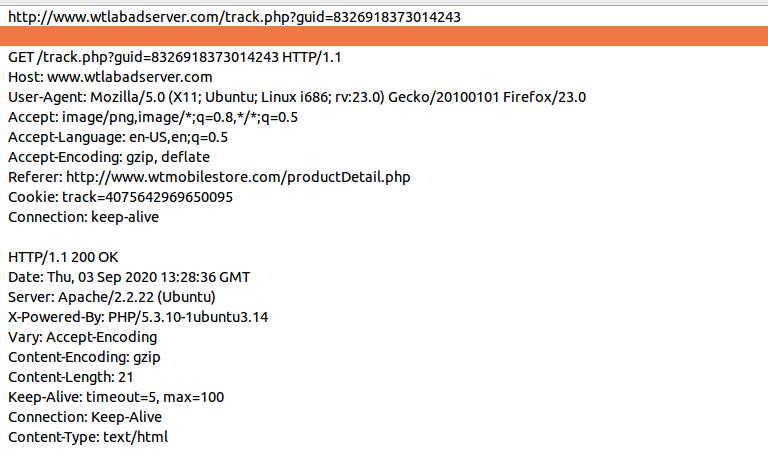 http://www.wtlabadserver.com/track.php?guid=8326918373014243
GET /track.php?guid=8326918373014243 HTTP/1.1
Host: www.wtlabadserver.com
User-Agent: Mozilla/5.0 (X11; Ubuntu; Linux i686; rv:23.0) Gecko/20100101 Firefox/23.0
Accept: image/png,image/*;q=0.8,*/*;q=0.5
Accept-Language: en-US,en;q=0.5
Accept-Encoding: gzip, deflate
Referer: http://www.wtmobilestore.com/productDetail.php
Cookie: track=4075642969650095
Connection: keep-alive
HTTP/1.1 200 OK
Date: Thu, 03 Sep 2020 13:28:36 GMT
Server: Apache/2.2.22 (Ubuntu)
X-Powered-By: PHP/5.3.10-1ubuntu3.14
Vary: Accept-Encoding
Content-Encoding: gzip
Content-Length: 21
Keep-Alive: timeout=5, max=100
Connection: Keep-Alive
Content-Type: text/html